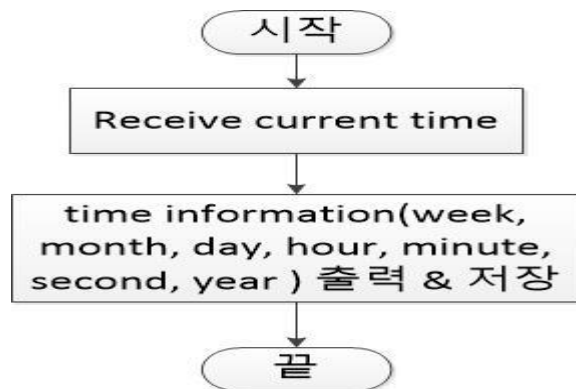 시작
Receive current time
time information(week,
month, day, hour, minute,
second, year ) 출력 & 저장
끝